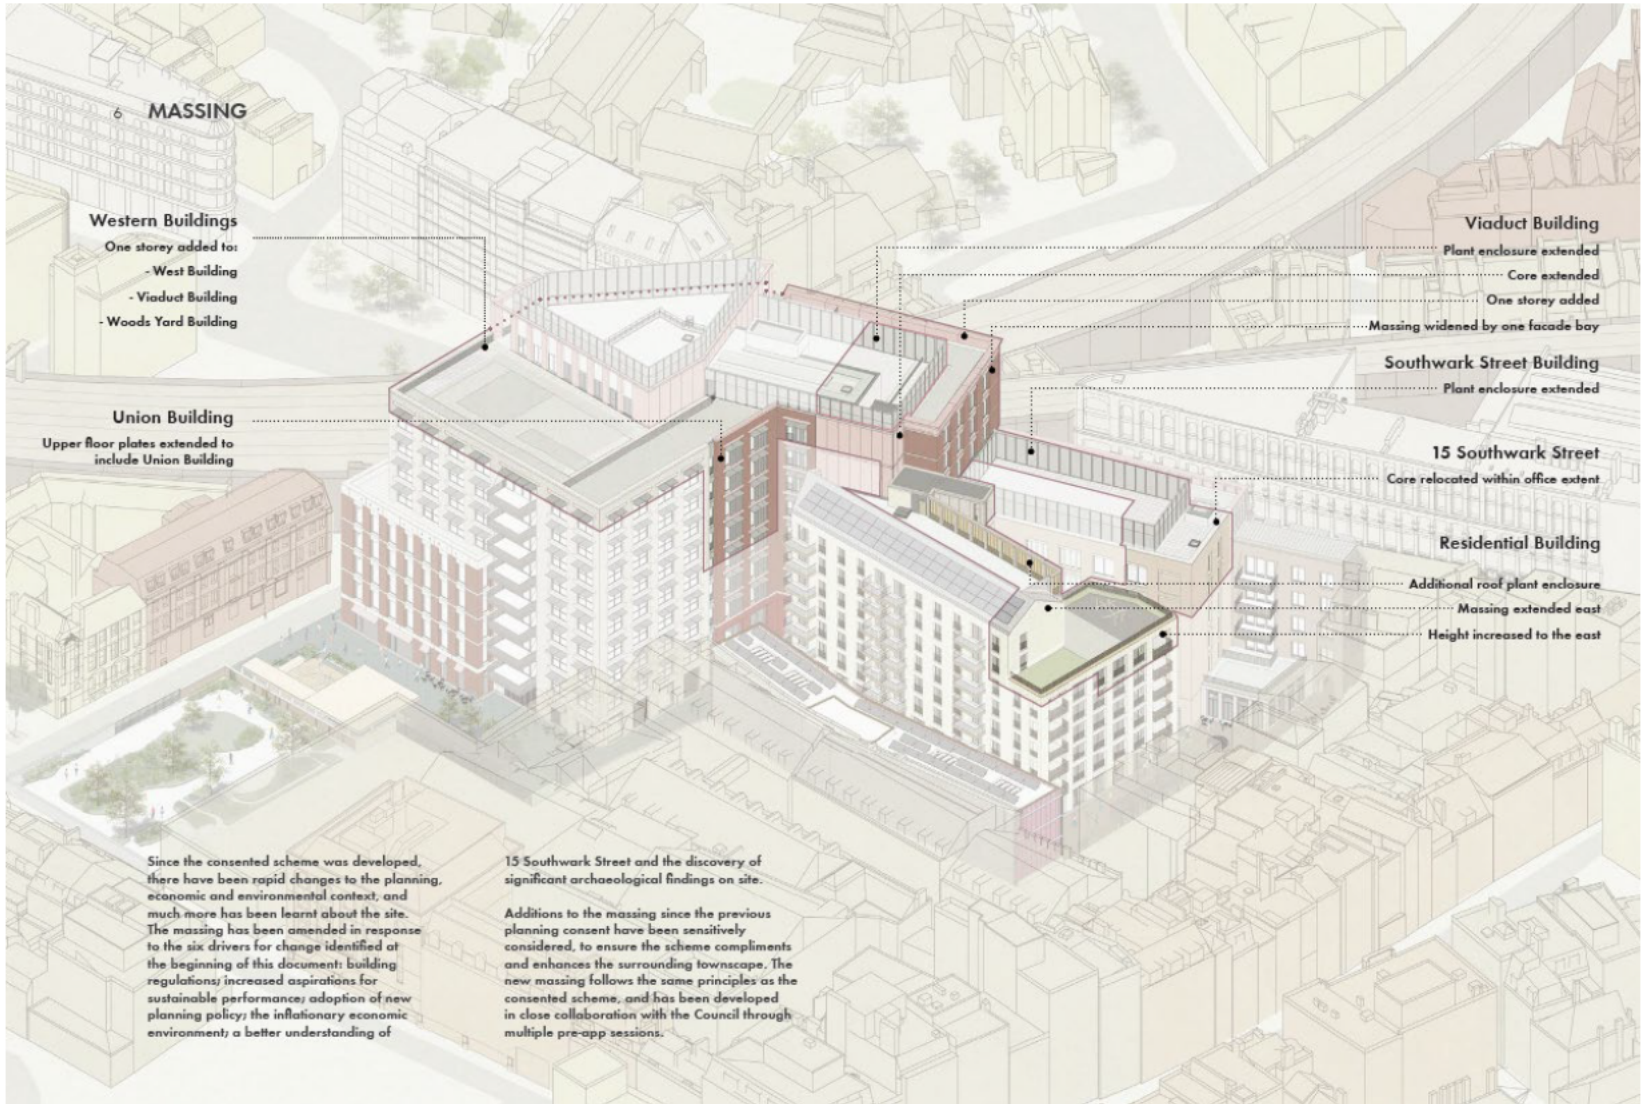 6 MASSING
Western Buildings
One storey added to:
- West Building
- Viaduct Building
- Woods Yard Building
Union Building
Upper floor plates extended to
include Union Building
Viaduct Building
Plant enclosure extended
Core extended
One storey added
Massing widened by one facade bay
Southwark Street Building
Plant enclosure extended
15 Southwark Street
Core relocated within office extent
Residential Building
Additional roof plant enclosure
Massing extended east
Height increased to the east
Since the consented scheme was developed,
there have been rapid changes to the planning,
economic and environmental context, and
much more has been learnt about the site.
The massing has been amended in response
to the six drivers for change identified at
the beginning of this document: building
regulations; increased aspirations for
sustainable performance; adoption of new
planning policy; the inflationary economic
environment; a better understanding of
15 Southwark Street and the discovery of
significant archaeological findings on site.
Additions to the massing since the previous
planning consent have been sensitively
considered, to ensure the scheme compliments
and enhances the surrounding townscape. The
new massing follows the same principles as the
consented scheme, and has been developed
in close collaboration with the Council through
multiple pre-app sessions.